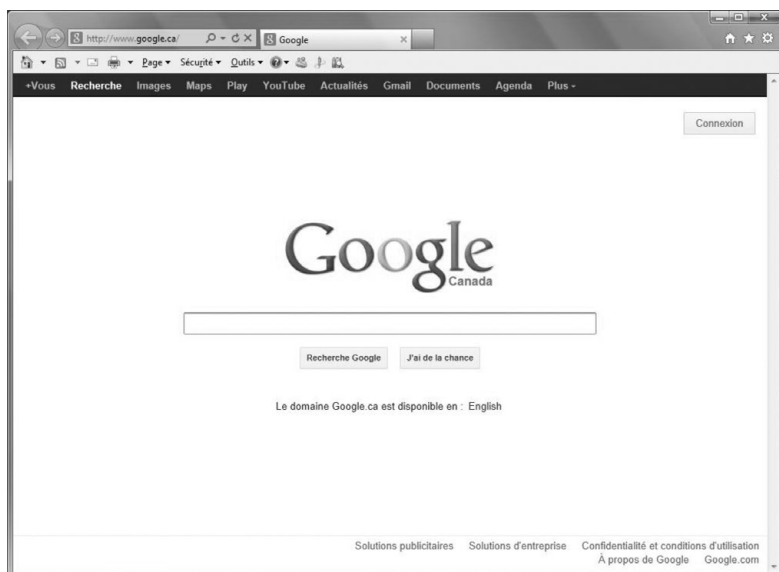 http://www.google.ca/
Google
Page Sécurité Outils
+Vous Recherche Images Maps Play YouTube Actualités Gmail Documents Agenda Plus
Connexion
Google
Canada
Recherche Google J'ai de la chance
Le domaine Google.ca est disponible en : English
Solutions publicitaires Solutions d'entreprise Confidentialité et conditions d'utilisation
À propos de Google Google.com